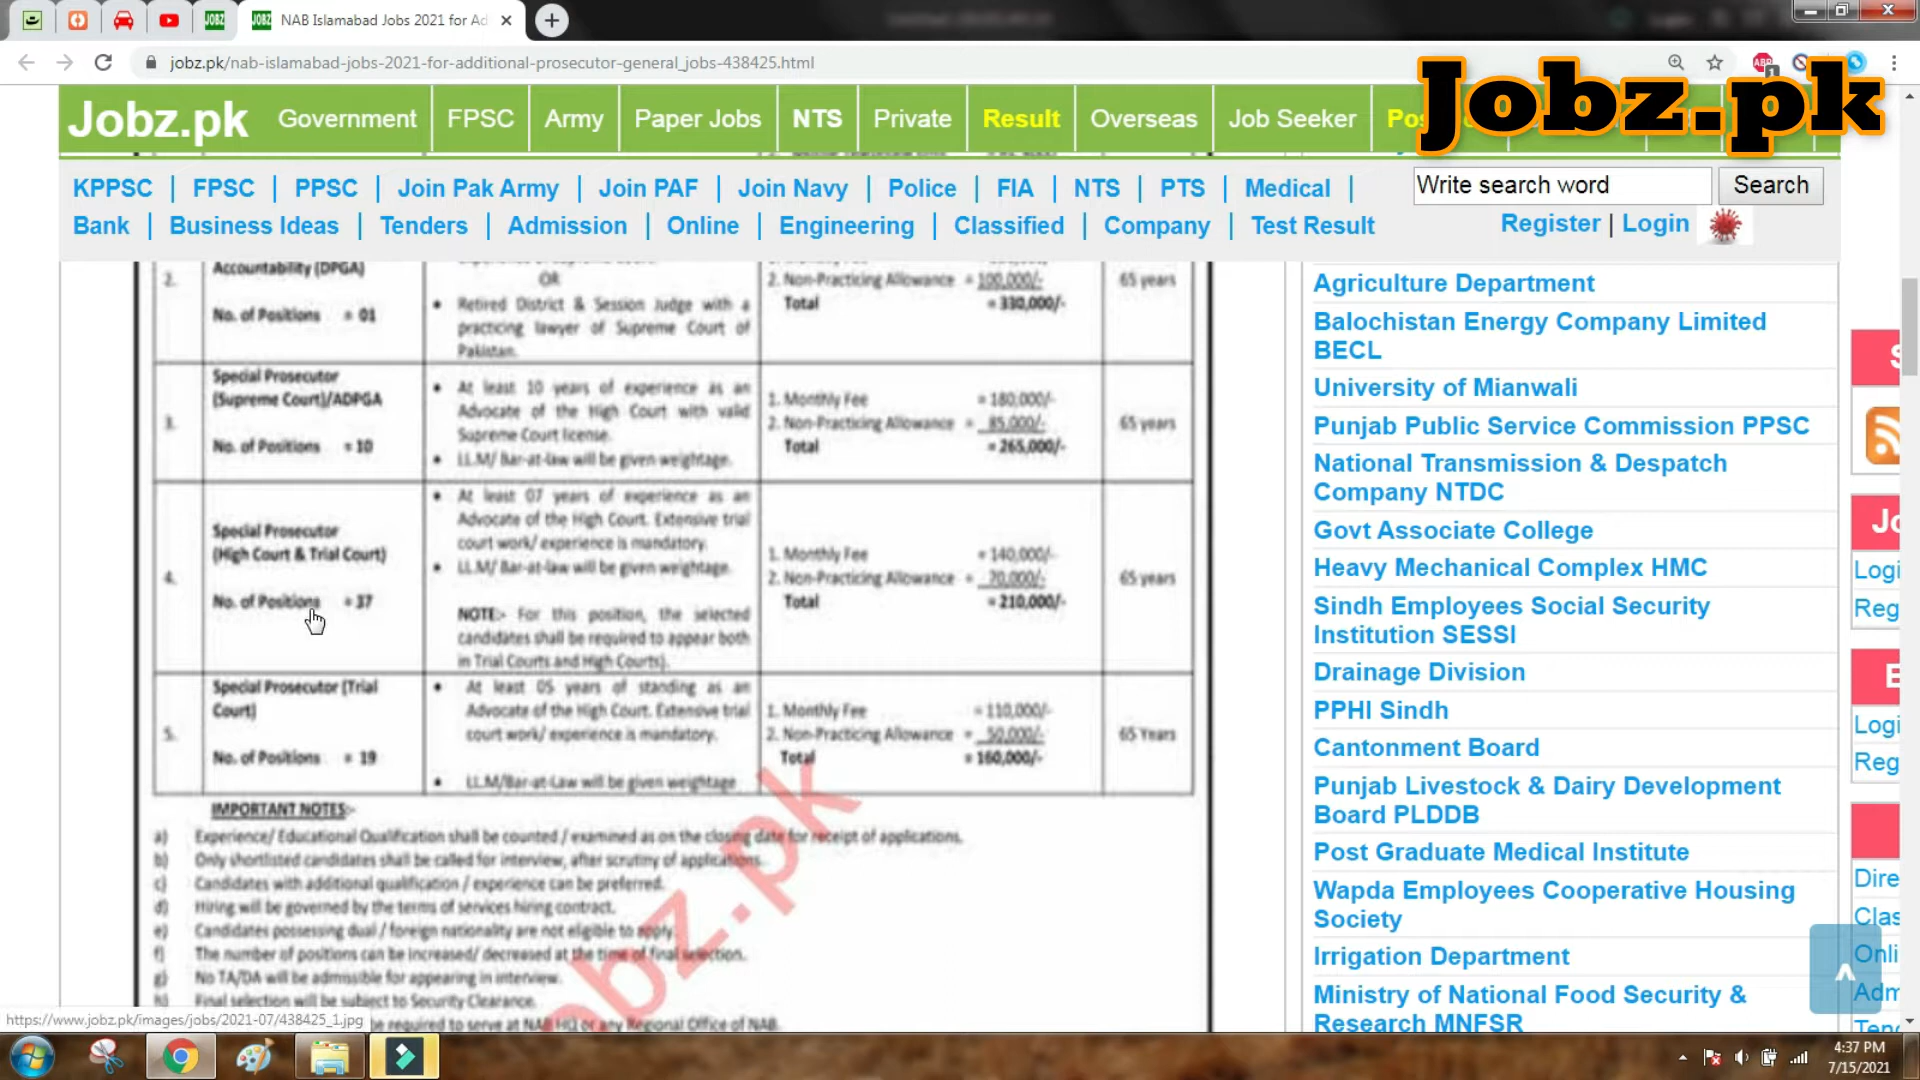 NAB Islamabad Jobs 2021 for Ad
jobz.pk/nab-islamabad-jobs-2021-for-additional-prosecutor-general_jobs-438425.html
Jobz.pk
Jobz.pk Government FPSC Army Paper Jobs NTS Private Result Overseas Job Seeker
KPPSC | FPSC | PPSC | Join Pak Army | Join PAF | Join Navy | Police | FIA | NTS | PTS | Medical |
Write search word Search
Bank | Business Ideas | Tenders | Admission | Online | Engineering | Classified | Company | Test Result
Register | Login
2.
Accountability (DPGA)
No. of Positions = 01
OR
• Retired District & Session Judge with a
practicing lawyer of Supreme Court of
Pakistan.
2. Non-Practicing Allowance = 100,000/-
Total = 330,000/-
65 years
3.
Special Prosecutor
(Supreme Court)/ADPGA
No. of Positions = 10
• At least 10 years of experience as an
Advocate of the High Court with valid
Supreme Court license.
• LL.M/ Bar-at-law will be given weightage.
1. Monthly Fee = 180,000/-
2. Non-Practicing Allowance = 85,000/-
Total = 265,000/-
65 years
4.
Special Prosecutor
(High Court & Trial Court)
No. of Positions = 37
• At least 07 years of experience as an
Advocate of the High Court. Extensive trial
court work/ experience is mandatory.
• LL.M/ Bar-at-law will be given weightage.
NOTE:- For this position, the selected
candidates shall be required to appear both
in Trial Courts and High Courts).
1. Monthly Fee = 140,000/-
2. Non-Practicing Allowance = 70,000/-
Total = 210,000/-
65 years
5.
Special Prosecutor (Trial
Court)
No. of Positions = 19
• At least 05 years of standing as an
Advocate of the High Court. Extensive trial
court work/ experience is mandatory.
• LL.M/Bar-at-Law will be given weightage
1. Monthly Fee = 110,000/-
2. Non-Practicing Allowance = 50,000/-
Total = 160,000/-
65 Years
IMPORTANT NOTES:-
a) Experience/ Educational Qualification shall be counted / examined as on the closing date for receipt of applications.
b) Only shortlisted candidates shall be called for interview, after scrutiny of applications.
c) Candidates with additional qualification / experience can be preferred.
d) Hiring will be governed by the terms of services hiring contract.
e) Candidates possessing dual / foreign nationality are not eligible to apply.
f) The number of positions can be increased/ decreased at the time of final selection.
g) No TA/DA will be admissible for appearing in interview.
h) Final selection will be subject to Security Clearance.
be required to serve at NAB HQ or any Regional Office of NAB.
obz.pk
https://www.jobz.pk/images/jobs/2021-07/438425_1.jpg
Agriculture Department
Balochistan Energy Company Limited
BECL
University of Mianwali
Punjab Public Service Commission PPSC
National Transmission & Despatch
Company NTDC
Govt Associate College
Heavy Mechanical Complex HMC
Sindh Employees Social Security
Institution SESSI
Drainage Division
PPHI Sindh
Cantonment Board
Punjab Livestock & Dairy Development
Board PLDDB
Post Graduate Medical Institute
Wapda Employees Cooperative Housing
Society
Irrigation Department
Ministry of National Food Security &
Research MNFSR
4:37 PM
7/15/2021